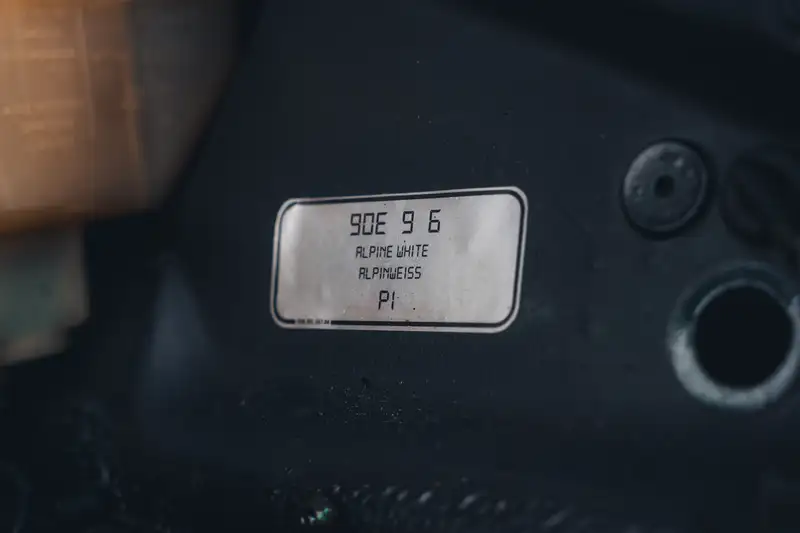 90E 9 6
ALPINE WHITE
ALPINWEISS
P1